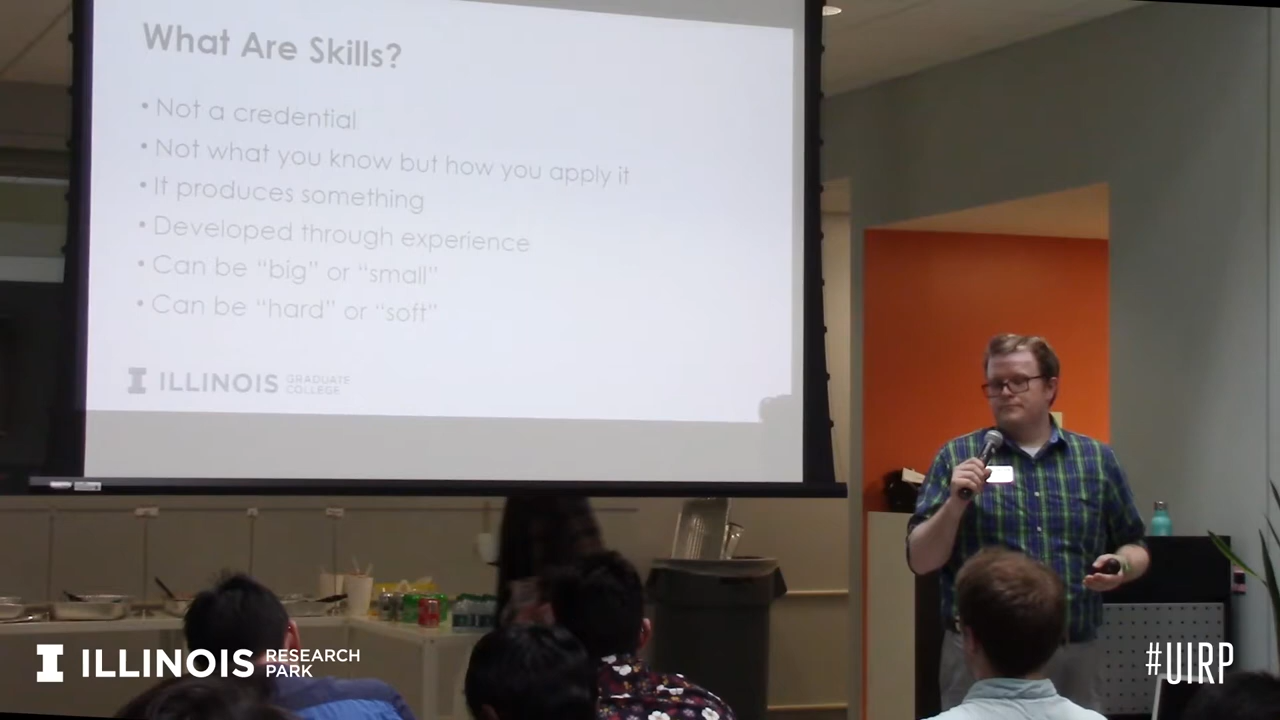 What Are Skills?
• Not a credential
• Not what you know but how you apply it
• It produces something
• Developed through experience
• Can be “big” or “small”
• Can be “hard” or “soft”
I ILLINOIS GRADUATE
COLLEGE
I ILLINOIS RESEARCH
PARK
#UIRP